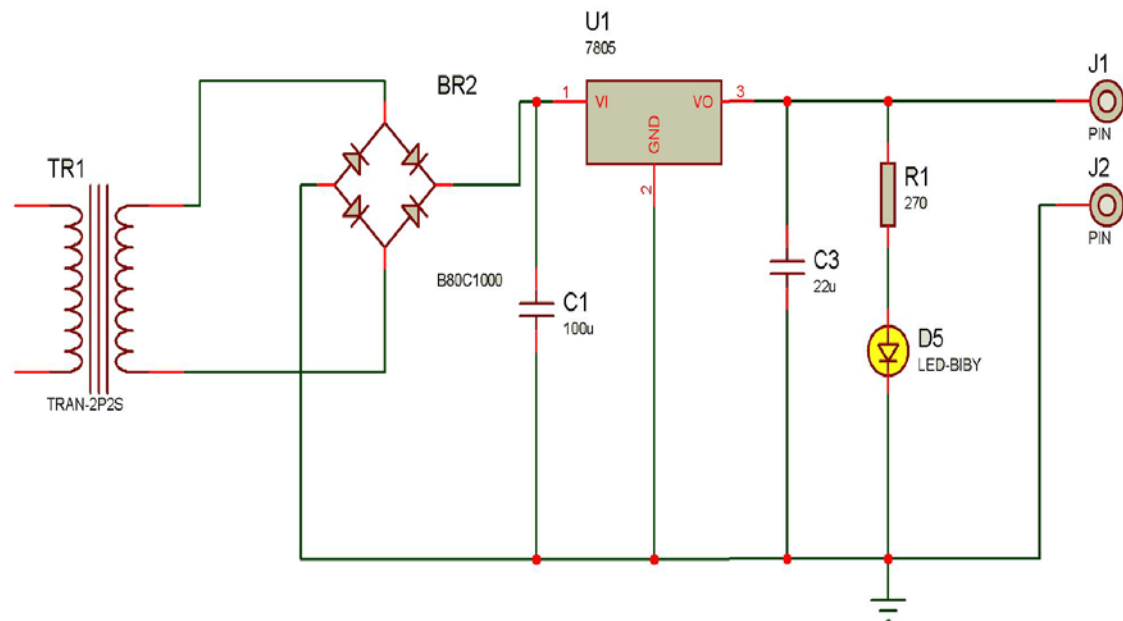 U1
7805
BR2
1
VI
VO
3
GND
2
J1
PIN
TR1
J2
PIN
R1
270
B80C1000
C1
100u
C3
22u
D5
LED-BIBY
TRAN-2P2S